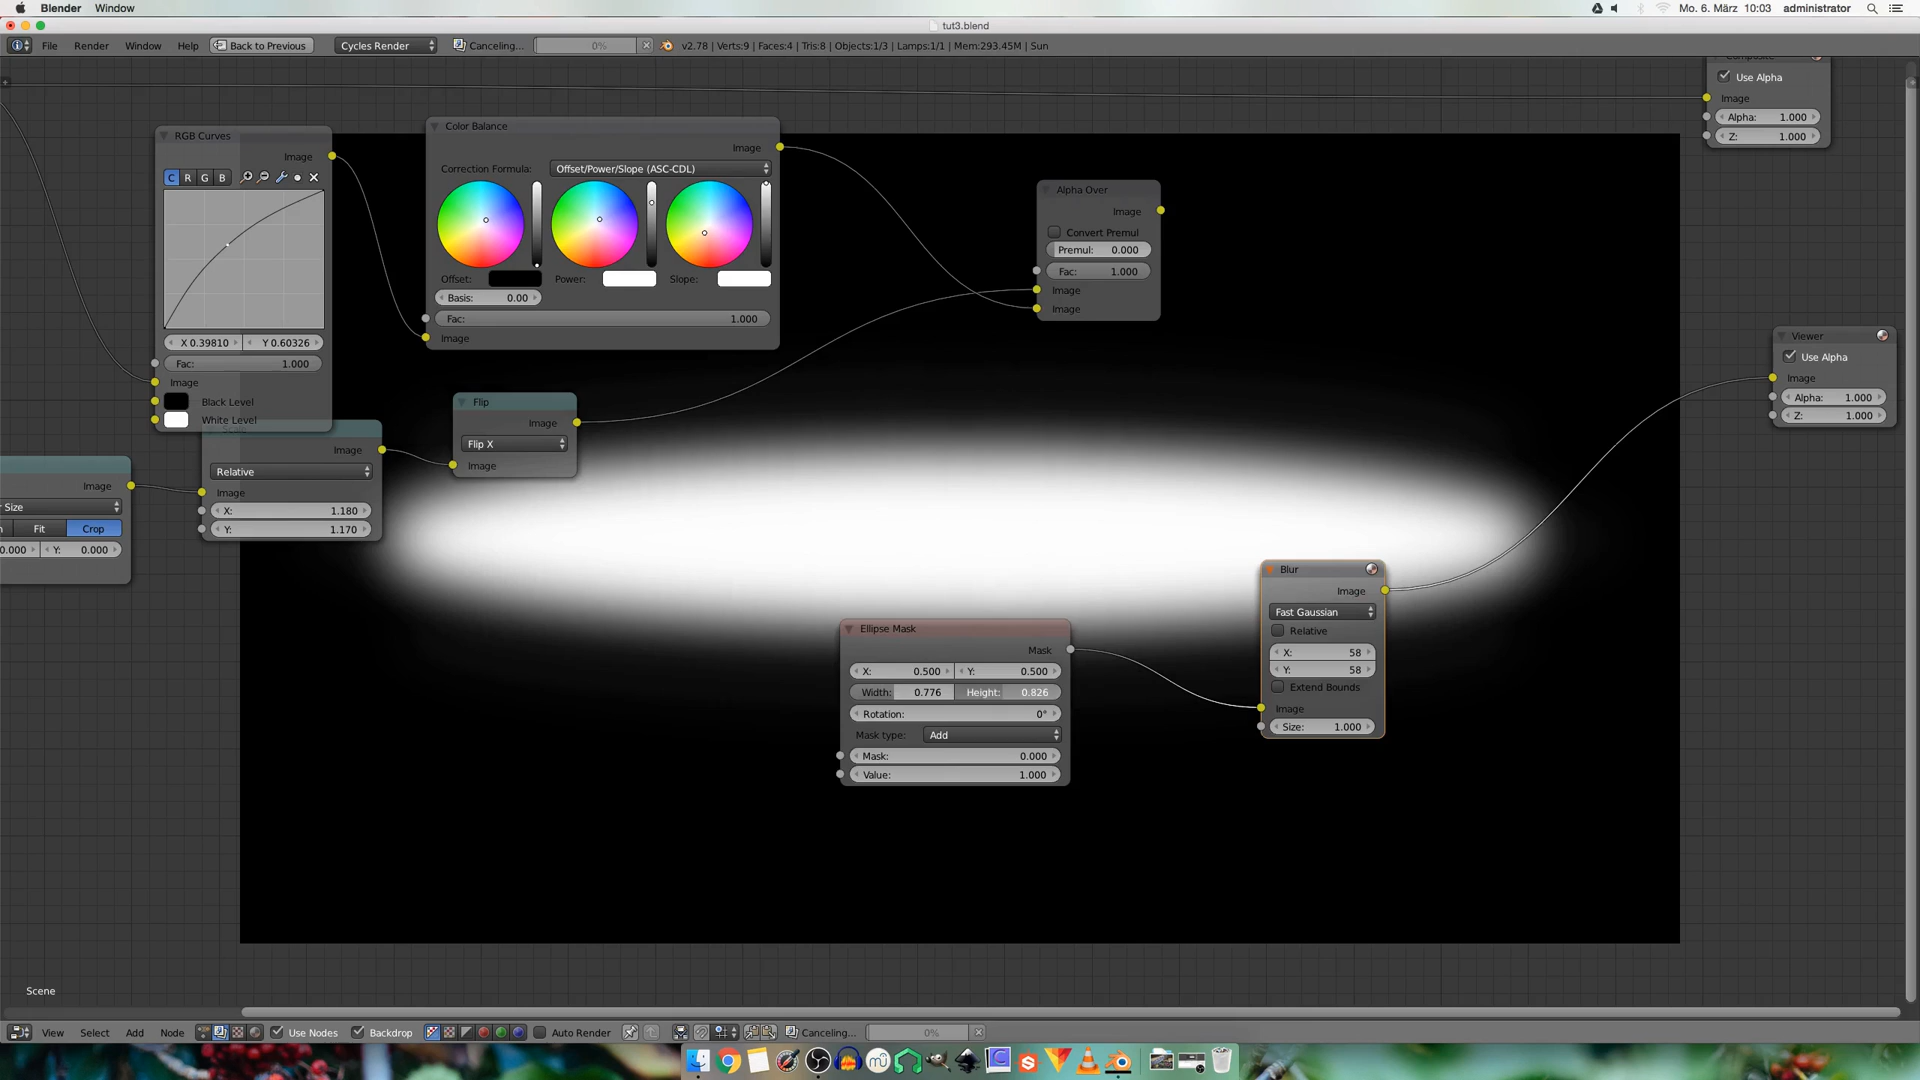 Blender Window Mo. 6. März 10:03 administrator
tut3.blend
File Render Window Help Back to Previous Cycles Render Canceling... 0% v2.78 | Verts:9 | Faces:4 | Tris:8 | Objects:1/3 | Lamps:1/1 | Mem:293.45M | Sun
Composite
Use Alpha
Image
Alpha: 1.000
Z: 1.000
RGB Curves
Image
C R G B
X 0.39810 Y 0.60326
Fac: 1.000
Image
Black Level
White Level
Color Balance
Image
Correction Formula: Offset/Power/Slope (ASC-CDL)
Offset: Power: Slope:
Basis: 0.00
Fac: 1.000
Image
Alpha Over
Image
Convert Premul
Premul: 0.000
Fac: 1.000
Image
Image
Viewer
Use Alpha
Image
Alpha: 1.000
Z: 1.000
Flip
Image
Flip X
Image
Scale
Image
Relative
Image
X: 1.180
Y: 1.170
Image
Size
Fit Crop
0.000 Y: 0.000
Blur
Image
Fast Gaussian
Relative
X: 58
Y: 58
Extend Bounds
Image
Size: 1.000
Ellipse Mask
Mask
X: 0.500 Y: 0.500
Width: 0.776 Height: 0.826
Rotation: 0°
Mask type: Add
Mask: 0.000
Value: 1.000
Scene
View Select Add Node Use Nodes Backdrop Auto Render Canceling... 0%